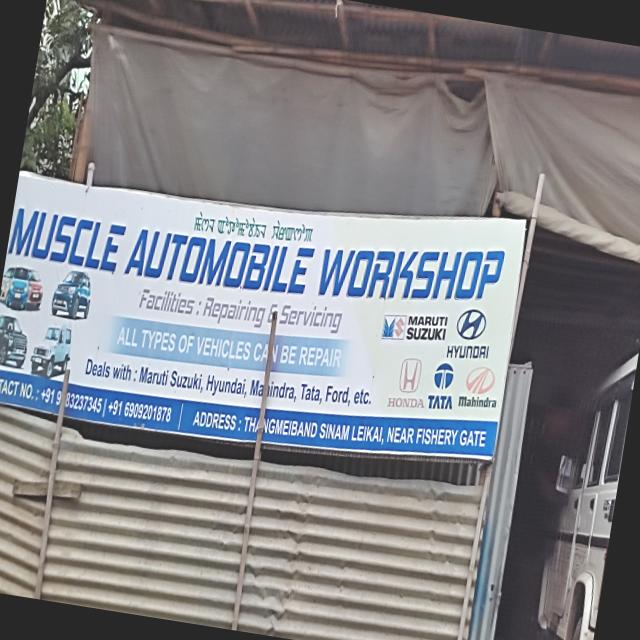 MUSCLE AUTOMOBILE WORKSHOP
Facilities : Repairing & Servicing
ALL TYPES OF VEHICLES CAN BE REPAIR
Deals with : Maruti Suzuki, Hyundai, Mahindra, Tata, Ford, etc.
MARUTI
SUZUKI
HYUNDAI
HONDA
TATA
Mahindra
+91 6909201878
ADDRESS : THANGMEIBAND SINAM LEIKAI, NEAR FISHERY GATE